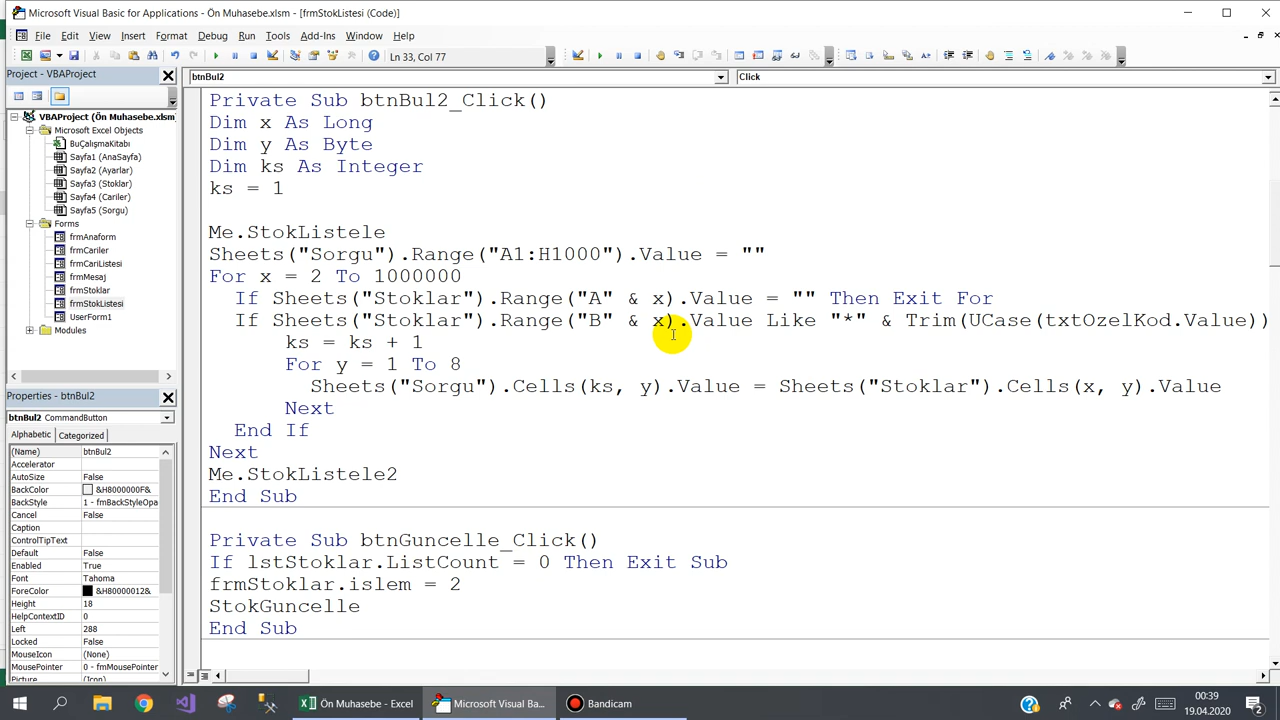 Microsoft Visual Basic for Applications - Ön Muhasebe.xlsm - [frmStokListesi (Code)]
File Edit View Insert Format Debug Run Tools Add-Ins Window Help
Ln 33, Col 77
Project - VBAProject
VBAProject (Ön Muhasebe.xlsm)
Microsoft Excel Objects
BuÇalışmaKitabı
Sayfa1 (AnaSayfa)
Sayfa2 (Ayarlar)
Sayfa3 (Stoklar)
Sayfa4 (Cariler)
Sayfa5 (Sorgu)
Forms
frmAnaform
frmCariler
frmCariListesi
frmMesaj
frmStoklar
frmStokListesi
UserForm1
Modules
Properties - btnBul2
btnBul2 CommandButton
Alphabetic Categorized
(Name) btnBul2
Accelerator
AutoSize False
BackColor &H8000000F&
BackStyle 1 - fmBackStyleOpa
Cancel False
Caption
ControlTipText
Default False
Enabled True
Font Tahoma
ForeColor &H80000012&
Height 18
HelpContextID 0
Left 288
Locked False
MouseIcon (None)
MousePointer 0 - fmMousePointer
Picture (Icon)
btnBul2 Click
Private Sub btnBul2_Click()
Dim x As Long
Dim y As Byte
Dim ks As Integer
ks = 1
Me.StokListele
Sheets("Sorgu").Range("A1:H1000").Value = ""
For x = 2 To 1000000
If Sheets("Stoklar").Range("A" & x).Value = "" Then Exit For
If Sheets("Stoklar").Range("B" & x).Value Like "*" & Trim(UCase(txtOzelKod.Value))
ks = ks + 1
For y = 1 To 8
Sheets("Sorgu").Cells(ks, y).Value = Sheets("Stoklar").Cells(x, y).Value
Next
End If
Next
Me.StokListele2
End Sub
Private Sub btnGuncelle_Click()
If lstStoklar.ListCount = 0 Then Exit Sub
frmStoklar.islem = 2
StokGuncelle
End Sub
Ön Muhasebe - Excel
Microsoft Visual Ba...
Bandicam
00:39
19.04.2020
2